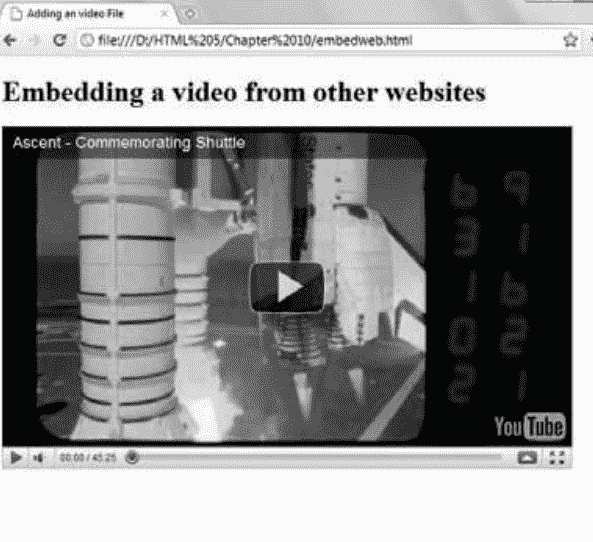 Adding an video File
file:///D:/HTML%205/Chapter%2010/embedweb.html
Embedding a video from other websites
Ascent - Commemorating Shuttle
YouTube
00:00 / 45:25